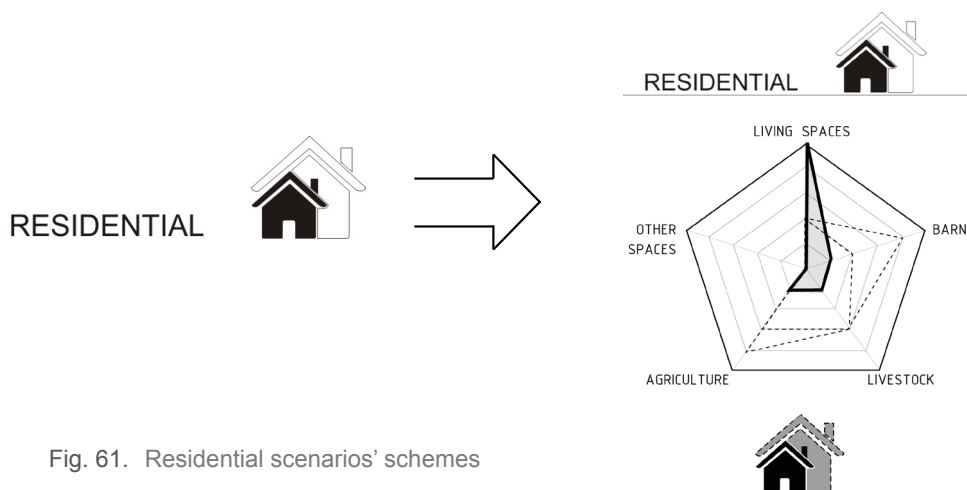 RESIDENTIAL
RESIDENTIAL
LIVING SPACES
OTHER
SPACES
BARN
AGRICULTURE
LIVESTOCK
Fig. 61. Residential scenarios’ schemes